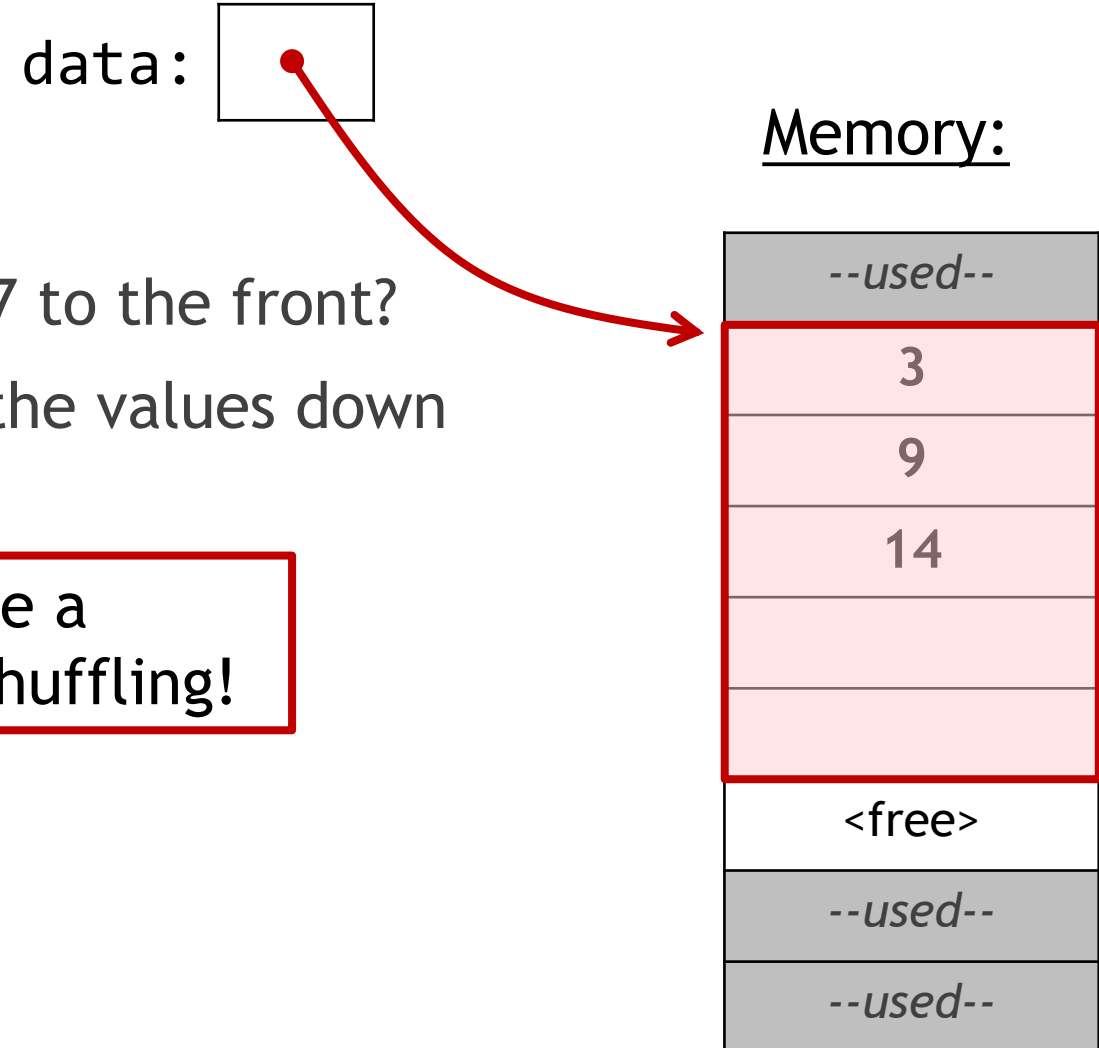 data:
Memory:
7 to the front?
the values down
e a
huffling!
--used--
3
9
14
<free>
--used--
--used--